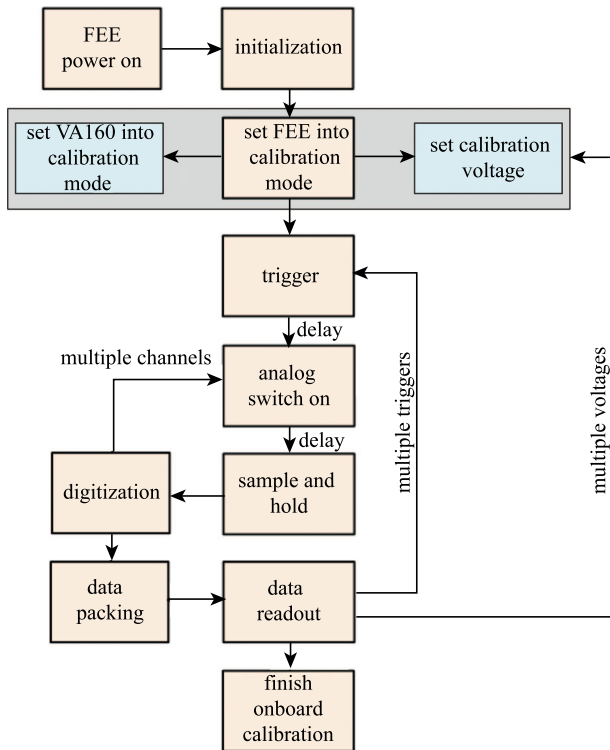 FEE
power on
initialization
set VA160 into
calibration
mode
set FEE into
calibration
mode
set calibration
voltage
trigger
delay
multiple channels
analog
switch on
delay
multiple triggers
multiple voltages
digitization
sample and
hold
data
packing
data
readout
finish
onboard
calibration